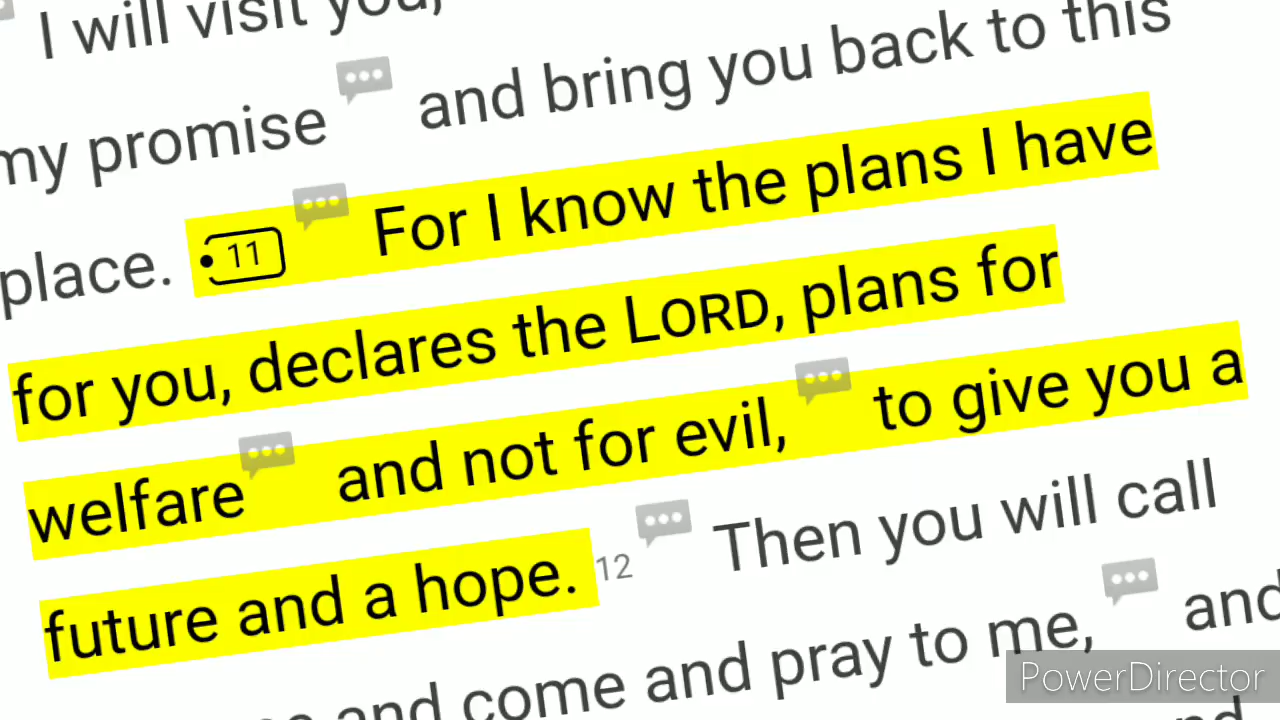 I will visit you,
my promise and bring you back to this
place. 11 For I know the plans I have
for you, declares the LORD, plans for
welfare and not for evil, to give you a
future and a hope. 12 Then you will call
and come and pray to me, and
PowerDirector